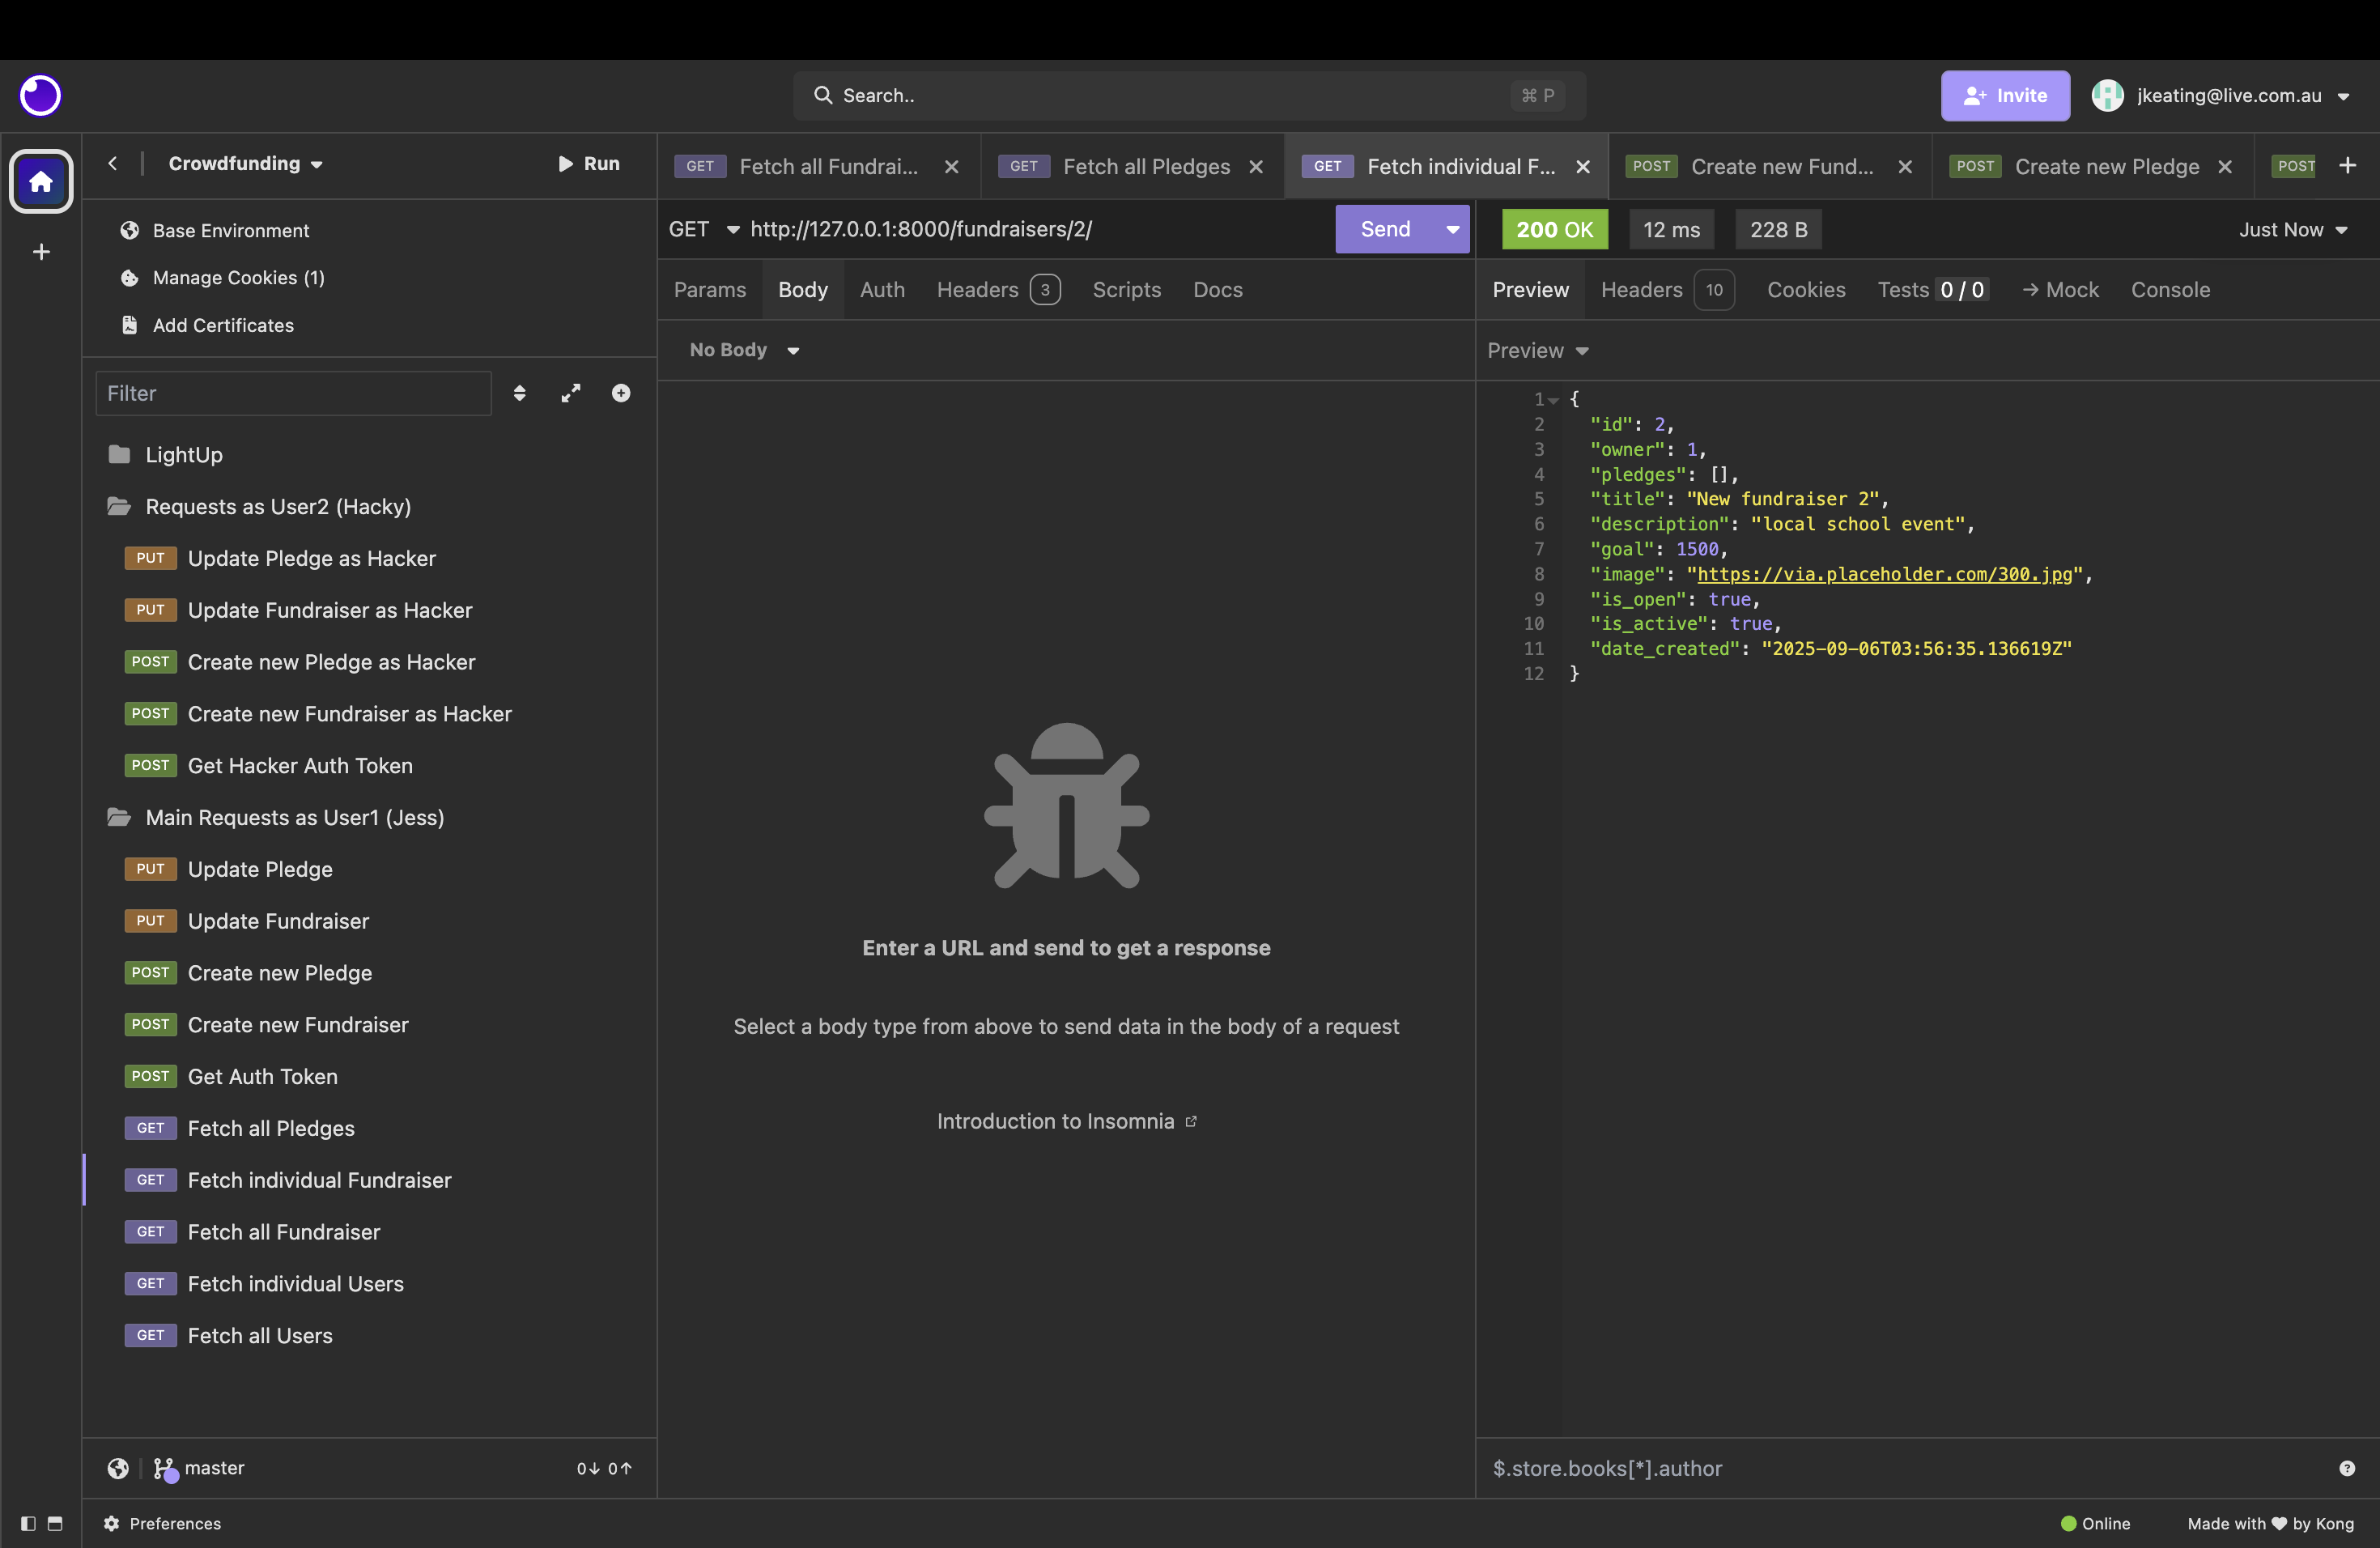 Search..
⌘ P
Invite
jkeating@live.com.au
Crowdfunding
Run
GET Fetch all Fundrai...
GET Fetch all Pledges
GET Fetch individual F...
POST Create new Fund...
POST Create new Pledge
POST
Base Environment
Manage Cookies (1)
Add Certificates
Filter
LightUp
Requests as User2 (Hacky)
PUT Update Pledge as Hacker
PUT Update Fundraiser as Hacker
POST Create new Pledge as Hacker
POST Create new Fundraiser as Hacker
POST Get Hacker Auth Token
Main Requests as User1 (Jess)
PUT Update Pledge
PUT Update Fundraiser
POST Create new Pledge
POST Create new Fundraiser
POST Get Auth Token
GET Fetch all Pledges
GET Fetch individual Fundraiser
GET Fetch all Fundraiser
GET Fetch individual Users
GET Fetch all Users
master
0↓ 0↑
GET http://127.0.0.1:8000/fundraisers/2/
Send
Params Body Auth Headers 3 Scripts Docs
No Body
Enter a URL and send to get a response
Select a body type from above to send data in the body of a request
Introduction to Insomnia
200 OK 12 ms 228 B
Just Now
Preview Headers 10 Cookies Tests 0 / 0 → Mock Console
Preview
1 {
2 "id": 2,
3 "owner": 1,
4 "pledges": [],
5 "title": "New fundraiser 2",
6 "description": "local school event",
7 "goal": 1500,
8 "image": "https://via.placeholder.com/300.jpg",
9 "is_open": true,
10 "is_active": true,
11 "date_created": "2025-09-06T03:56:35.136619Z"
12 }
$.store.books[*].author
Preferences
Online
Made with ♥ by Kong